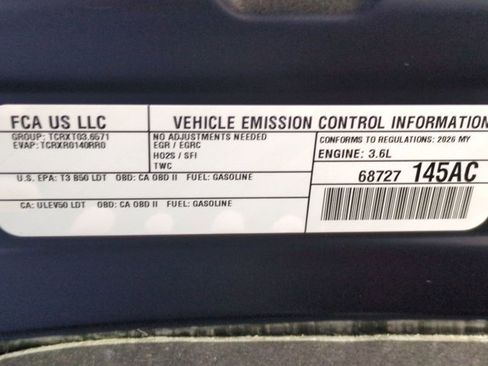 FCA US LLC
GROUP: TCRXT03.6571
EVAP: TCRXR0140RR0
VEHICLE EMISSION CONTROL INFORMATION
NO ADJUSTMENTS NEEDED
EGR / EGRC
HO2S / SFI
TWC
CONFORMS TO REGULATIONS: 2026 MY
ENGINE: 3.6L
68727 145AC
U.S. EPA: T3 B50 LDT OBD: CA OBD II FUEL: GASOLINE
CA: ULEV50 LDT OBD: CA OBD II FUEL: GASOLINE